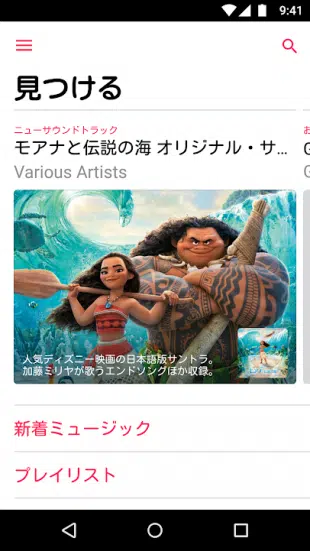 9:41
見つける
ニューサウンドトラック
モアナと伝説の海 オリジナル・サ...
Various Artists
人気ディズニー映画の日本語版サントラ。
加藤ミリヤが歌うエンドソングほか収録。
新着ミュージック
プレイリスト